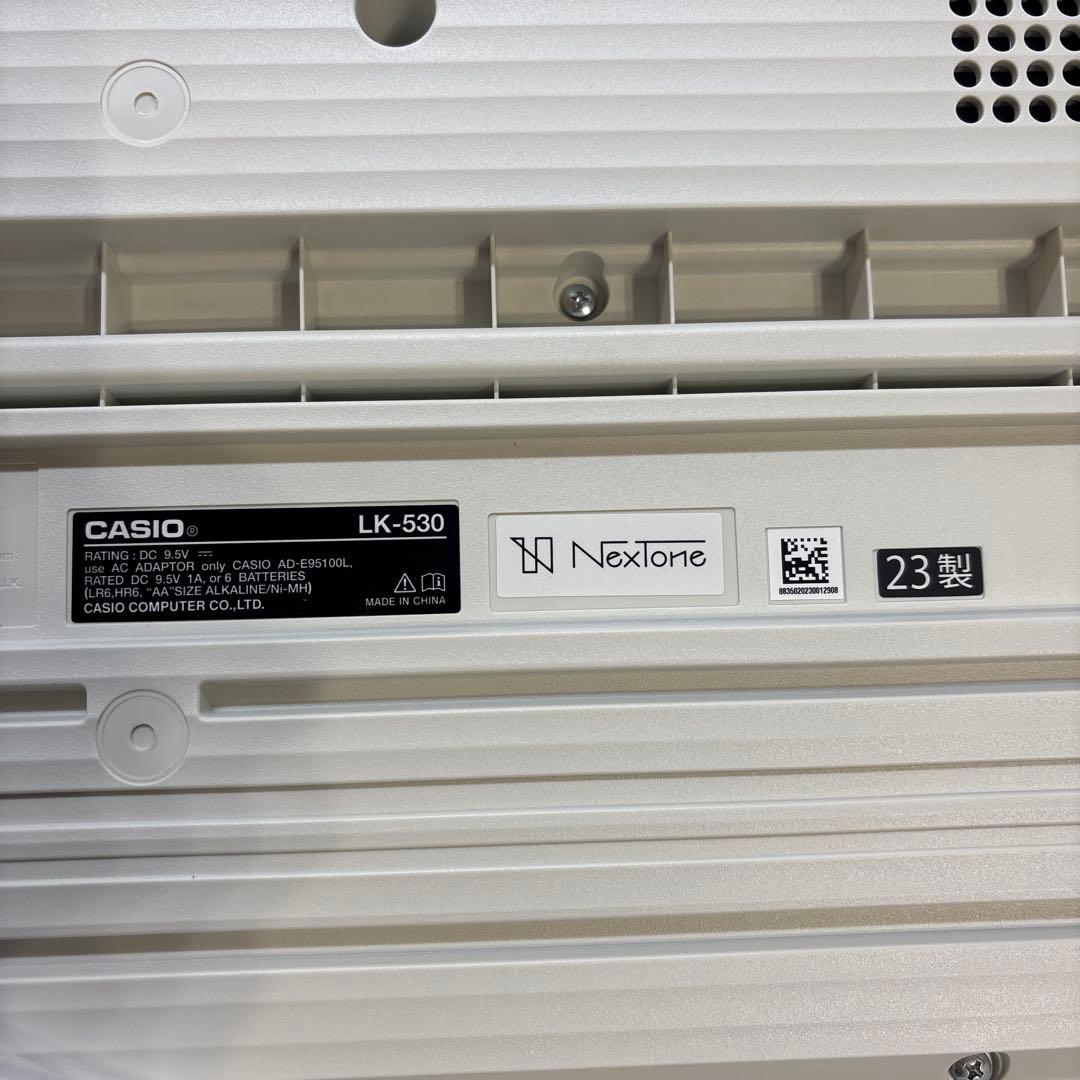 CASIO® LK-530
RATING : DC 9.5V ⎓
use AC ADAPTOR only CASIO AD-E95100L,
RATED DC 9.5V 1A, or 6 BATTERIES
(LR6,HR6, "AA"SIZE ALKALINE/Ni-MH)
CASIO COMPUTER CO.,LTD.
MADE IN CHINA
NexTone
8835020230012908
23製